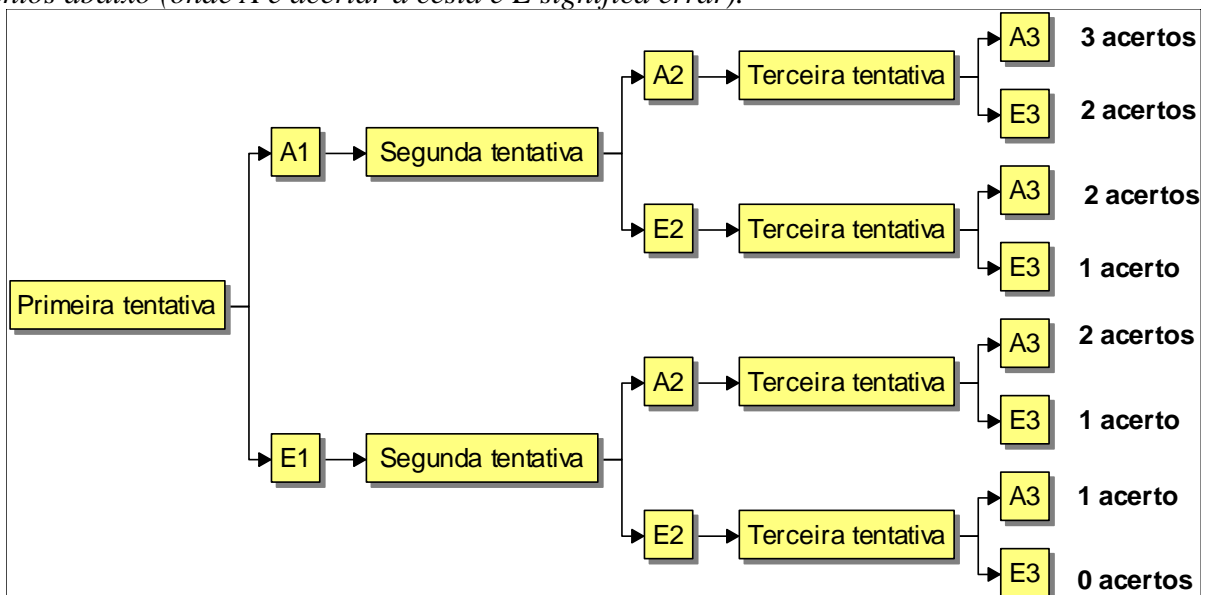 entos abaixo (onde A é acertar a cesta e E significa errar).
A3 3 acertos
A2 Terceira tentativa
E3 2 acertos
A1 Segunda tentativa
A3 2 acertos
E2 Terceira tentativa
E3 1 acerto
Primeira tentativa
A3 2 acertos
A2 Terceira tentativa
E3 1 acerto
E1 Segunda tentativa
A3 1 acerto
E2 Terceira tentativa
E3 0 acertos